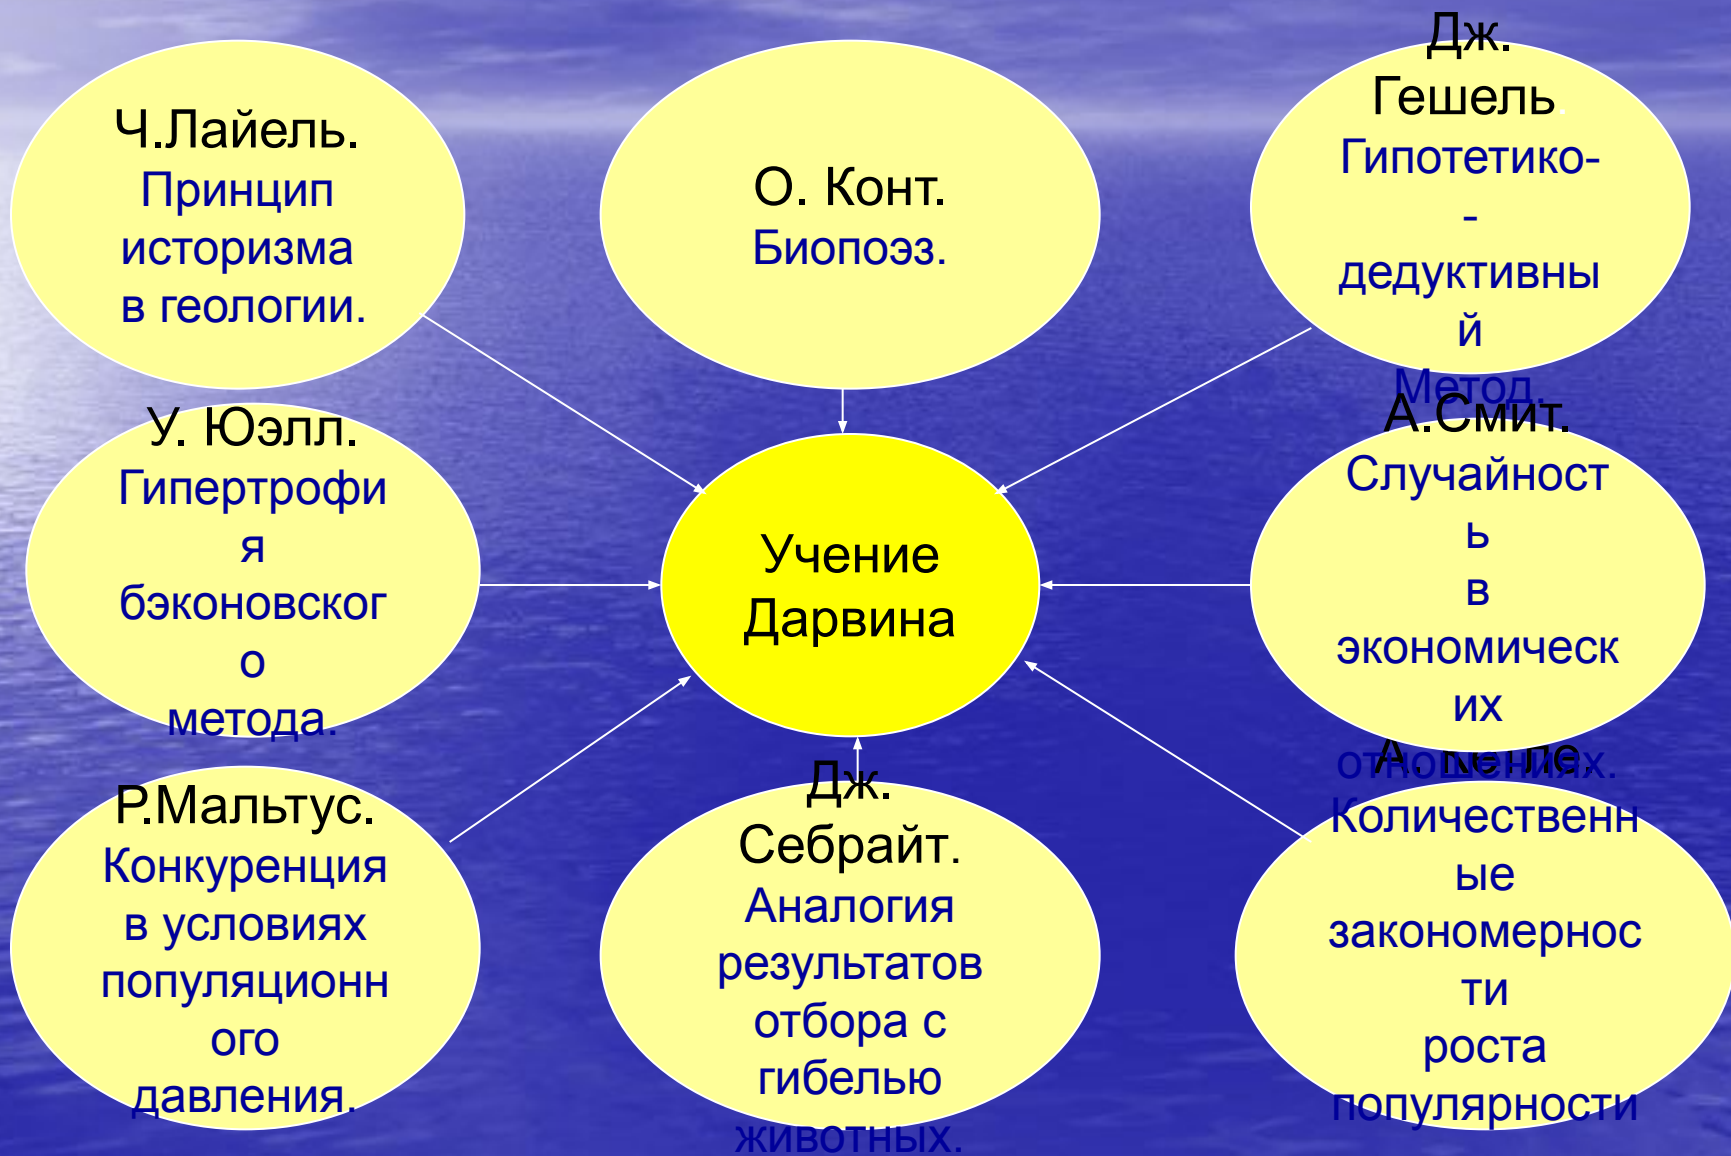 Ч.Лайель.
Принцип
историзма
в геологии.
О. Конт.
Биопоэз.
Дж.
Гешель.
Гипотетико-
-
дедуктивны
й
Метод.
У. Юэлл.
Гипертрофи
я
бэконовског
о
метода.
Учение
Дарвина
А.Смит.
Случайност
ь
в
экономическ
их
отношениях.
Р.Мальтус.
Конкуренция
в условиях
популяционн
ого
давления.
Дж.
Себрайт.
Аналогия
результатов
отбора с
гибелью
животных.
А. Кетле.
Количественн
ые
закономернос
ти
роста
популярности